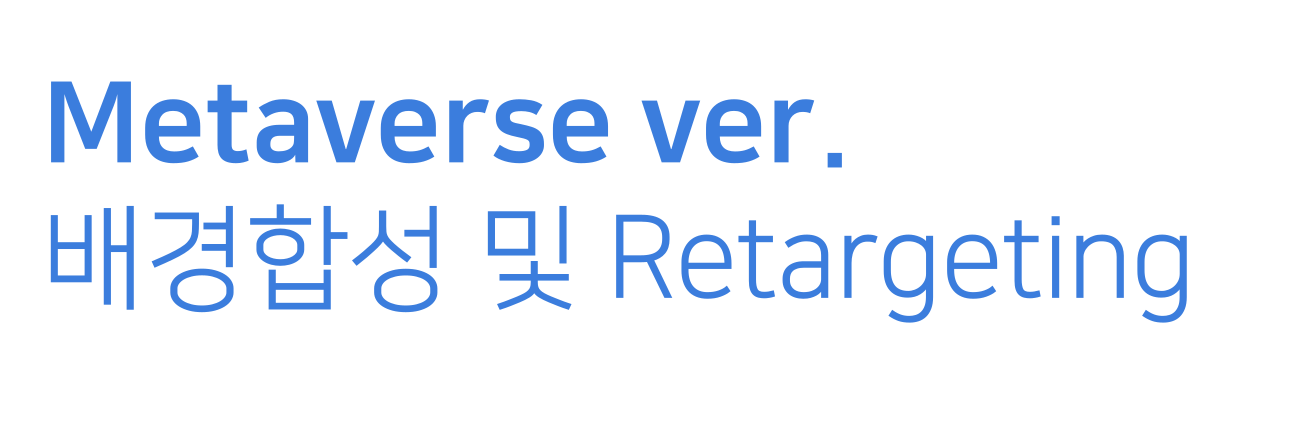 Metaverse ver.
배경합성 및 Retargeting